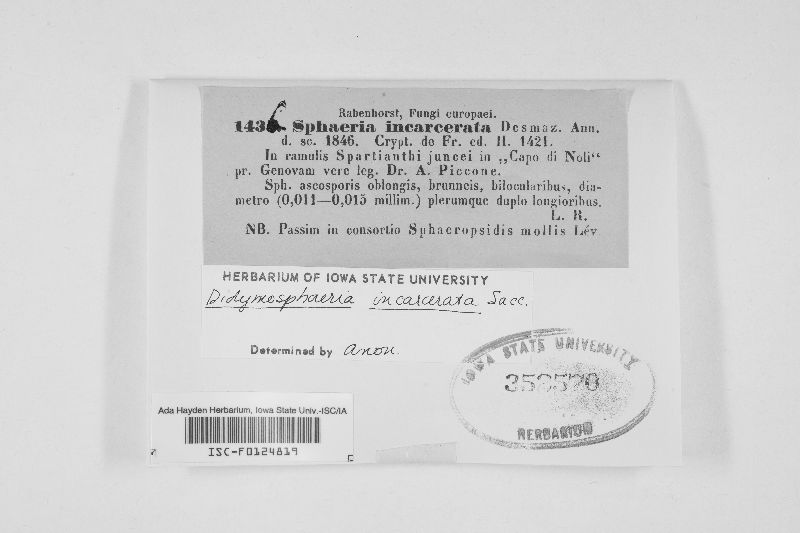 Rabenhorst, Fungi europaei.
1436. Sphaeria incarcerata Desmaz. Ann.
d. sc. 1846. Crypt. de Fr. ed. II. 1421.
In ramulis Spartianthi juncei in „Capo di Noli“
pr. Genovam vere leg. Dr. A. Piccone.
Sph. ascosporis oblongis, brunneis, bilocularibus, dia-
metro (0,011—0,015 millim.) plerumque duplo longioribus.
L. R.
NB. Passim in consortio Sphaeropsidis mollis Lév
HERBARIUM OF IOWA STATE UNIVERSITY
Didymosphaeria incarcerata Sacc.
Determined by anon.
IOWA STATE UNIVERSITY
HERBARIUM
Ada Hayden Herbarium, Iowa State Univ.-ISC/IA
ISC-F0124819